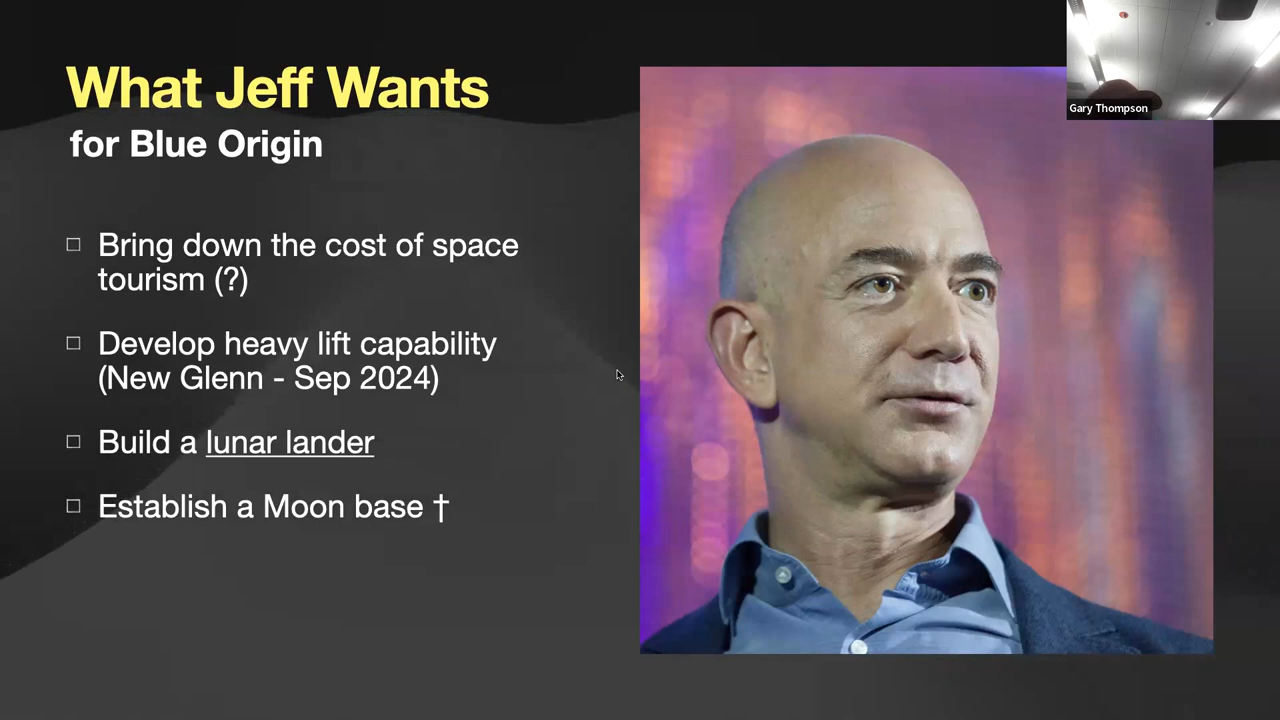 What Jeff Wants
for Blue Origin
Gary Thompson
□ Bring down the cost of space
tourism (?)
□ Develop heavy lift capability
(New Glenn - Sep 2024)
□ Build a lunar lander
□ Establish a Moon base †